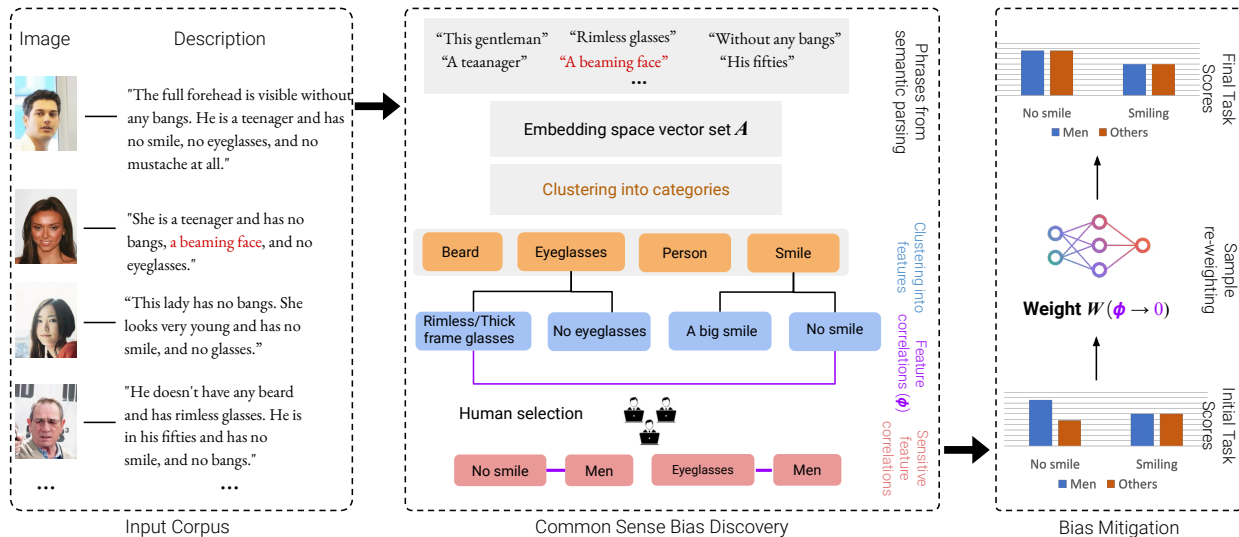 Image
Description
"The full forehead is visible without
any bangs. He is a teenager and has
no smile, no eyeglasses, and no
mustache at all."
"She is a teenager and has no
bangs, a beaming face, and no
eyeglasses."
“This lady has no bangs. She
looks very young and has no
smile, and no glasses.”
"He doesn't have any beard
and has rimless glasses. He is
in his fifties and has no
smile, and no bangs."
...
...
Input Corpus
“This gentleman”
“Rimless glasses”
“Without any bangs”
“A teaanager”
“A beaming face”
“His fifties”
...
Phrases from
semantic parsing
Embedding space vector set A
Clustering into categories
Beard
Eyeglasses
Person
Smile
Clustering into
features
Rimless/Thick
frame glasses
No eyeglasses
A big smile
No smile
Feature
correlations (ϕ)
Human selection
No smile
Men
Eyeglasses
Men
Sensitive
feature
correlations
Common Sense Bias Discovery
No smile
Smiling
Men
Others
Final Task
Scores
Sample
re-weighting
Weight W(ϕ → 0)
No smile
Smiling
Men
Others
Initial Task
Scores
Bias Mitigation